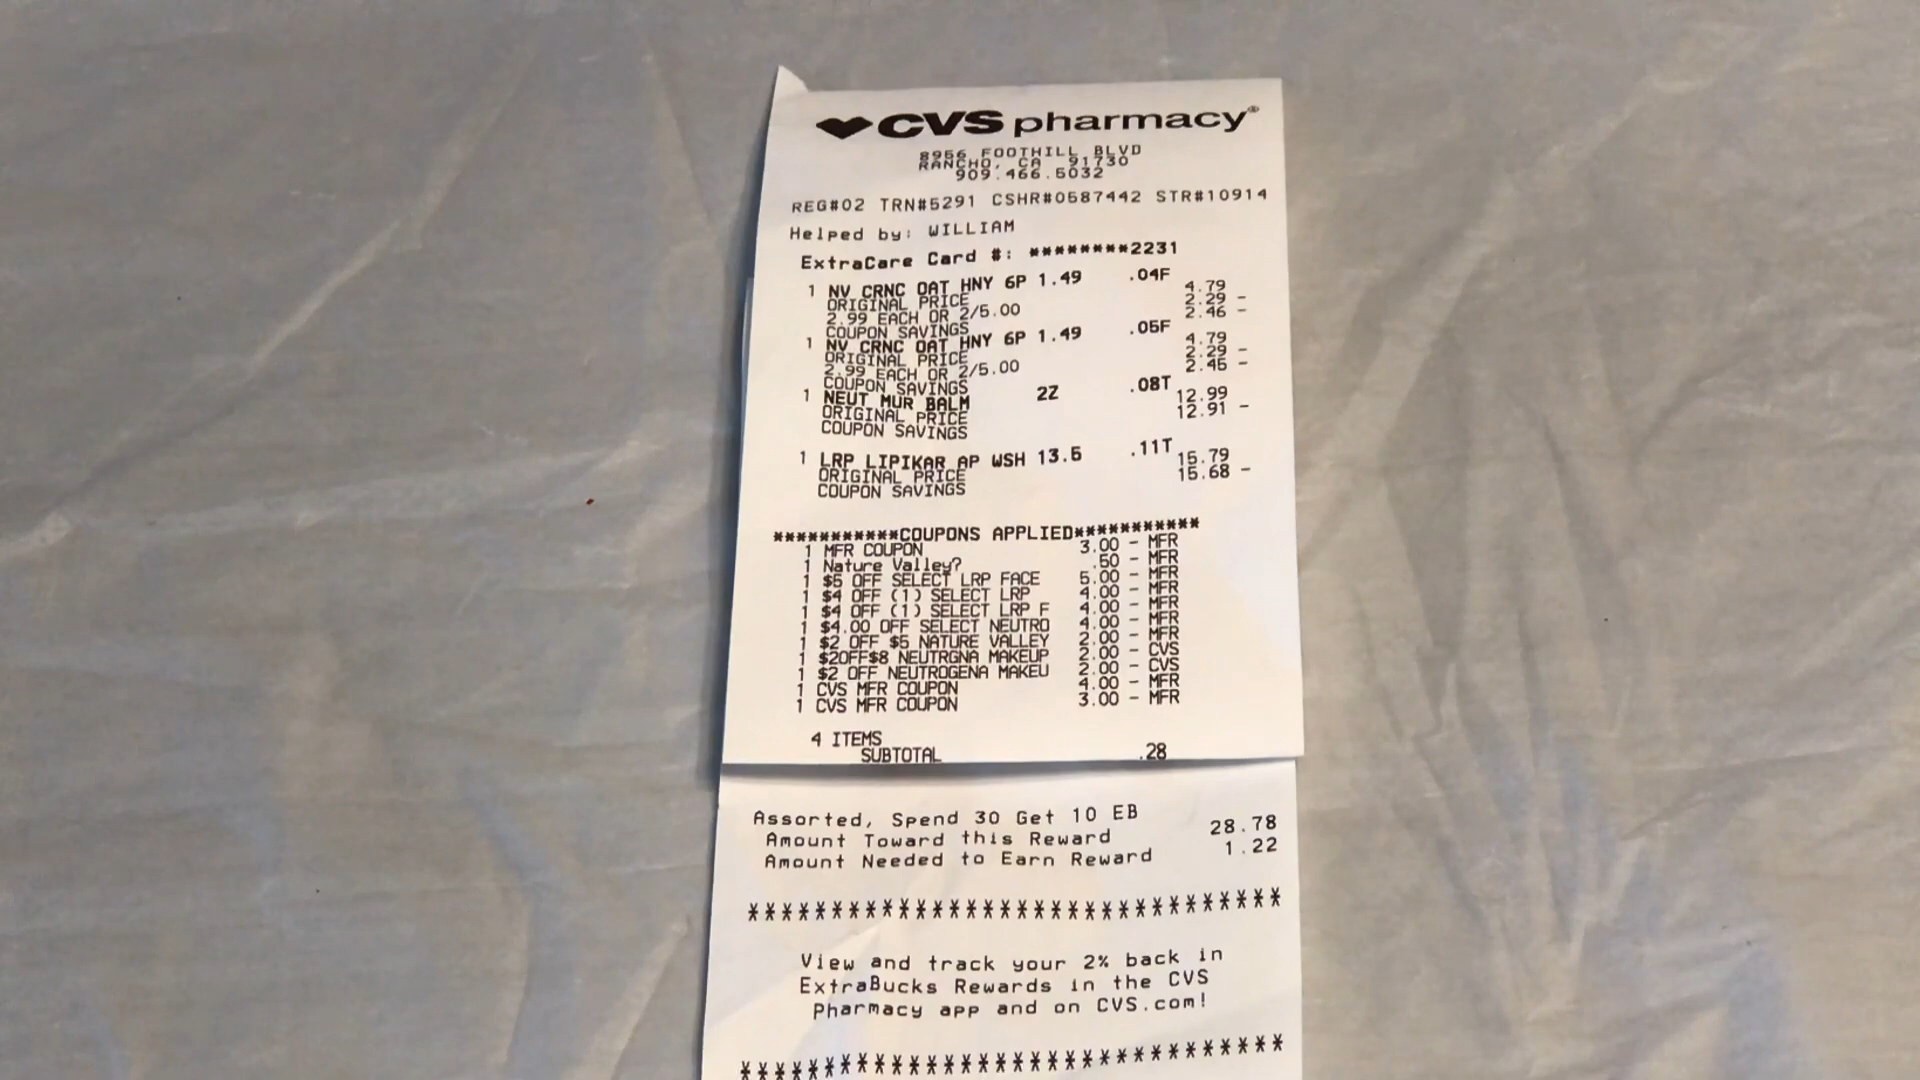 CVS pharmacy®
8956 FOOTHILL BLVD
RANCHO, CA 91730
909.466.5032
REG#02 TRN#5291 CSHR#0587442 STR#10914
Helped by: WILLIAM
ExtraCare Card #: ********2231
1 NV CRNC OAT HNY 6P 1.49 .04F
ORIGINAL PRICE 4.79
2.99 EACH OR 2/5.00 2.29 -
COUPON SAVINGS 2.46 -
1 NV CRNC OAT HNY 6P 1.49 .05F
ORIGINAL PRICE 4.79
2.99 EACH OR 2/5.00 2.29 -
COUPON SAVINGS 2.45 -
1 NEUT MUR BALM 2Z .08T
ORIGINAL PRICE 12.99
COUPON SAVINGS 12.91 -
1 LRP LIPIKAR AP WSH 13.5 .11T
ORIGINAL PRICE 15.79
COUPON SAVINGS 15.68 -
***********COUPONS APPLIED***********
1 MFR COUPON 3.00 - MFR
1 Nature Valley? .50 - MFR
1 $5 OFF SELECT LRP FACE 5.00 - MFR
1 $4 OFF (1) SELECT LRP 4.00 - MFR
1 $4 OFF (1) SELECT LRP F 4.00 - MFR
1 $4.00 OFF SELECT NEUTRO 4.00 - MFR
1 $2 OFF $5 NATURE VALLEY 2.00 - MFR
1 $2OFF$8 NEUTRGNA MAKEUP 2.00 - CVS
1 $2 OFF NEUTROGENA MAKEU 2.00 - CVS
1 CVS MFR COUPON 4.00 - MFR
1 CVS MFR COUPON 3.00 - MFR
4 ITEMS
SUBTOTAL .28
Assorted, Spend 30 Get 10 EB
Amount Toward this Reward 28.78
Amount Needed to Earn Reward 1.22
********************************
View and track your 2% back in
ExtraBucks Rewards in the CVS
Pharmacy app and on CVS.com!
********************************